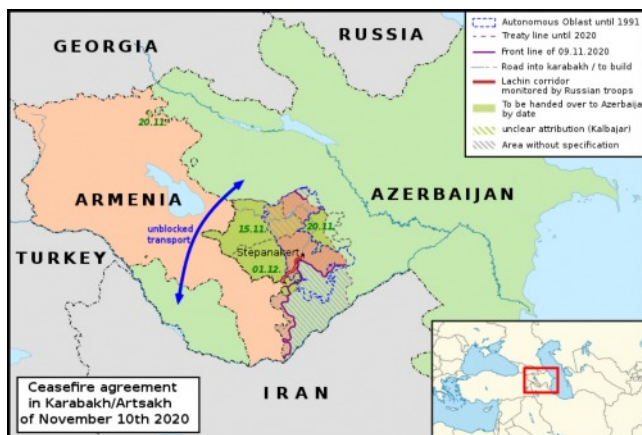 GEORGIA
RUSSIA
Autonomous Oblast until 1991
Treaty line until 2020
Front line of 09.11.2020
Road into karabakh / to build
Lachin corridor
monitored by Russian troops
To be handed over to Azerbaija
by date
unclear attribution (Kalbajar)
Area without specification
20.11.
ARMENIA
AZERBAIJAN
unblocked
transport
15.11.
20.11.
Stepanakert
01.12.
TURKEY
IRAN
Ceasefire agreement
in Karabakh/Artsakh
of November 10th 2020